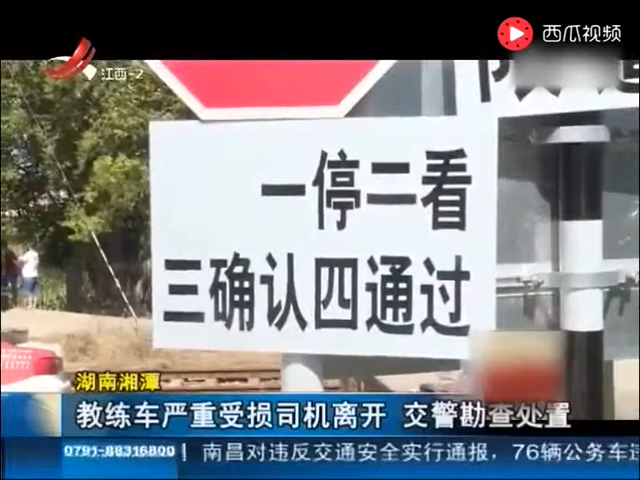 西瓜视频
江西-2
一停二看
三确认四通过
湖南湘潭
教练车严重受损司机离开 交警勘查处置
0791-88316800 南昌对违反交通安全实行通报，76辆公务车违